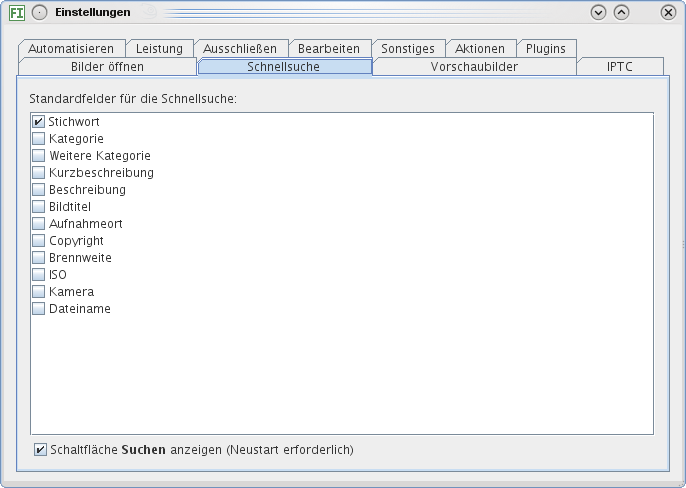 FI Einstellungen
Automatisieren Leistung Ausschließen Bearbeiten Sonstiges Aktionen Plugins
Bilder öffnen Schnellsuche Vorschaubilder IPTC
Standardfelder für die Schnellsuche:
Stichwort
Kategorie
Weitere Kategorie
Kurzbeschreibung
Beschreibung
Bildtitel
Aufnahmeort
Copyright
Brennweite
ISO
Kamera
Dateiname
Schaltfläche Suchen anzeigen (Neustart erforderlich)